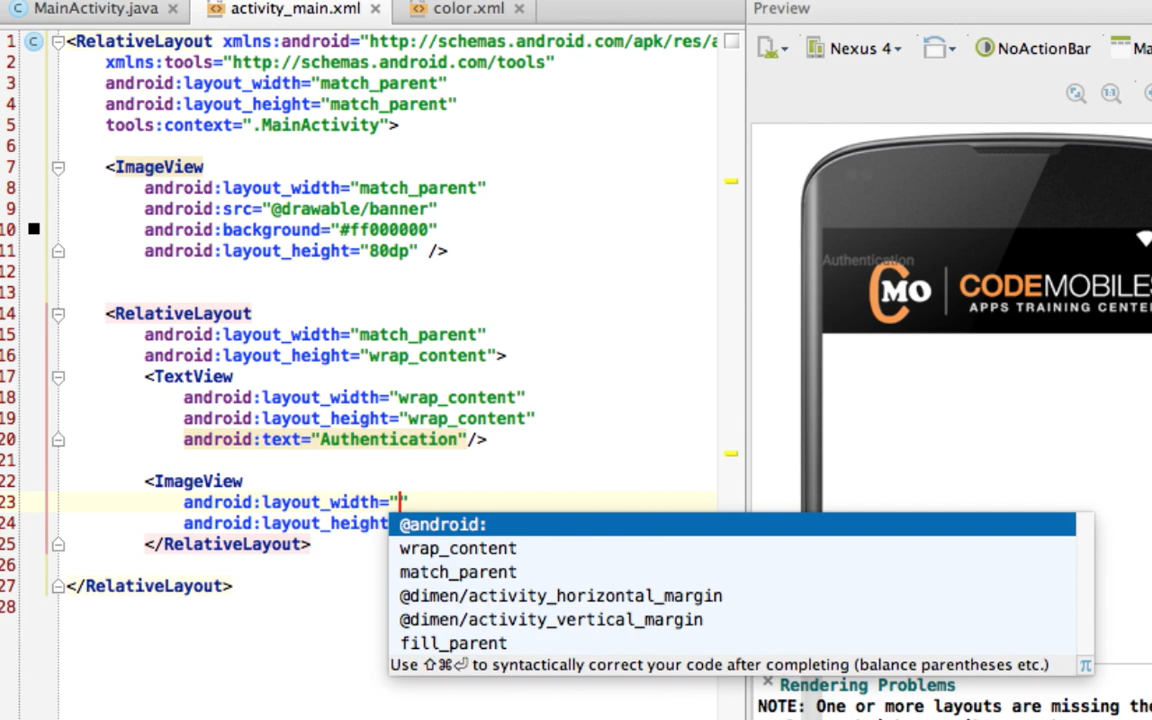 MainActivity.java
activity_main.xml
color.xml
Preview
1 <RelativeLayout xmlns:android="http://schemas.android.com/apk/res/a
2 xmlns:tools="http://schemas.android.com/tools"
3 android:layout_width="match_parent"
4 android:layout_height="match_parent"
5 tools:context=".MainActivity">
6
7 <ImageView
8 android:layout_width="match_parent"
9 android:src="@drawable/banner"
10 android:background="#ff000000"
11 android:layout_height="80dp" />
12
13
14 <RelativeLayout
15 android:layout_width="match_parent"
16 android:layout_height="wrap_content">
17 <TextView
18 android:layout_width="wrap_content"
19 android:layout_height="wrap_content"
20 android:text="Authentication"/>
21
22 <ImageView
23 android:layout_width=""
24 android:layout_height
25 </RelativeLayout>
26
27 </RelativeLayout>
28
@android:
wrap_content
match_parent
@dimen/activity_horizontal_margin
@dimen/activity_vertical_margin
fill_parent
Use ⇧⌘⏎ to syntactically correct your code after completing (balance parentheses etc.) π
Nexus 4
NoActionBar
Ma
1:1
Authentication
CMO
CODEMOBILES
APPS TRAINING CENTE
Rendering Problems
NOTE: One or more layouts are missing the